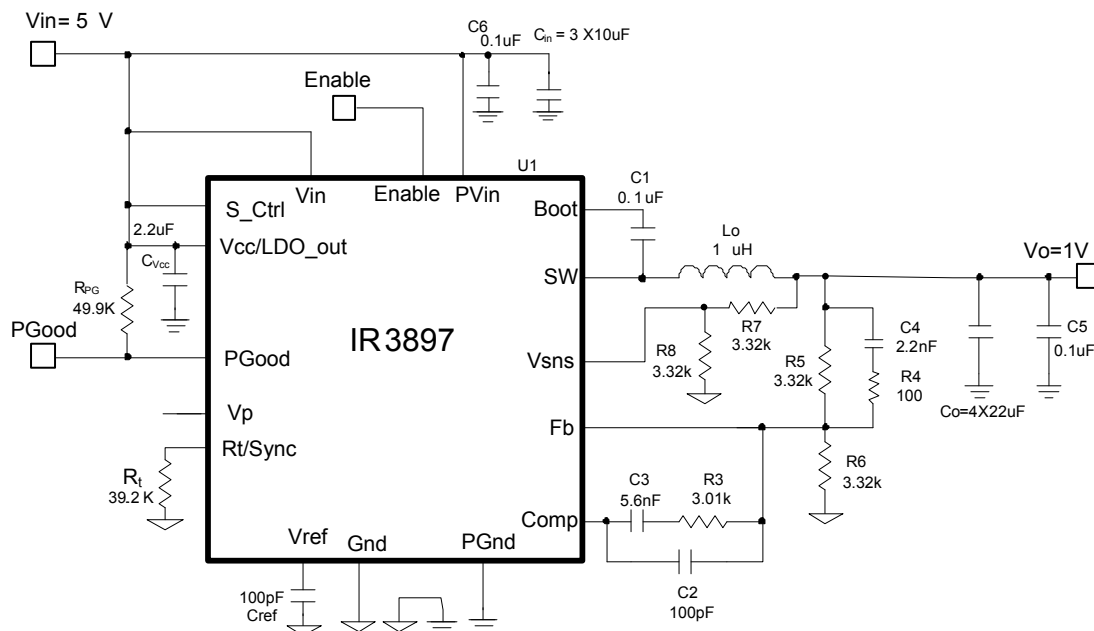 Vin= 5 V
C6
0.1uF
Cin = 3 X10uF
Enable
U1
Vin
Enable
PVin
S_Ctrl
Boot
C1
0.1uF
2.2uF
Vcc/LDO_out
CVcc
SW
Lo
1 uH
Vo=1V
RPG
49.9K
PGood
PGood
IR3897
Vsns
R8
3.32k
R7
3.32k
R5
3.32k
C4
2.2nF
R4
100
C5
0.1uF
Co=4X22uF
Vp
Fb
Rt/Sync
Rt
39.2 K
R6
3.32k
C3
5.6nF
R3
3.01k
Comp
Vref
Gnd
PGnd
C2
100pF
100pF
Cref